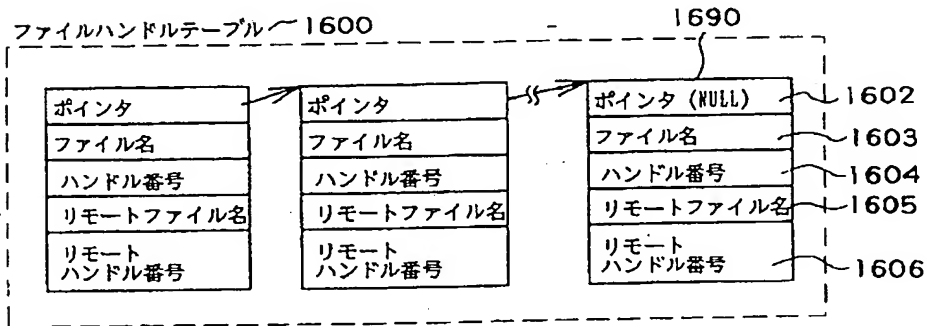 ファイルハンドルテーブル 1600
1690
ポインタ
ファイル名
ハンドル番号
リモートファイル名
リモート
ハンドル番号
ポインタ
ファイル名
ハンドル番号
リモートファイル名
リモート
ハンドル番号
ポインタ (NULL) 1602
ファイル名 1603
ハンドル番号 1604
リモートファイル名 1605
リモート
ハンドル番号 1606